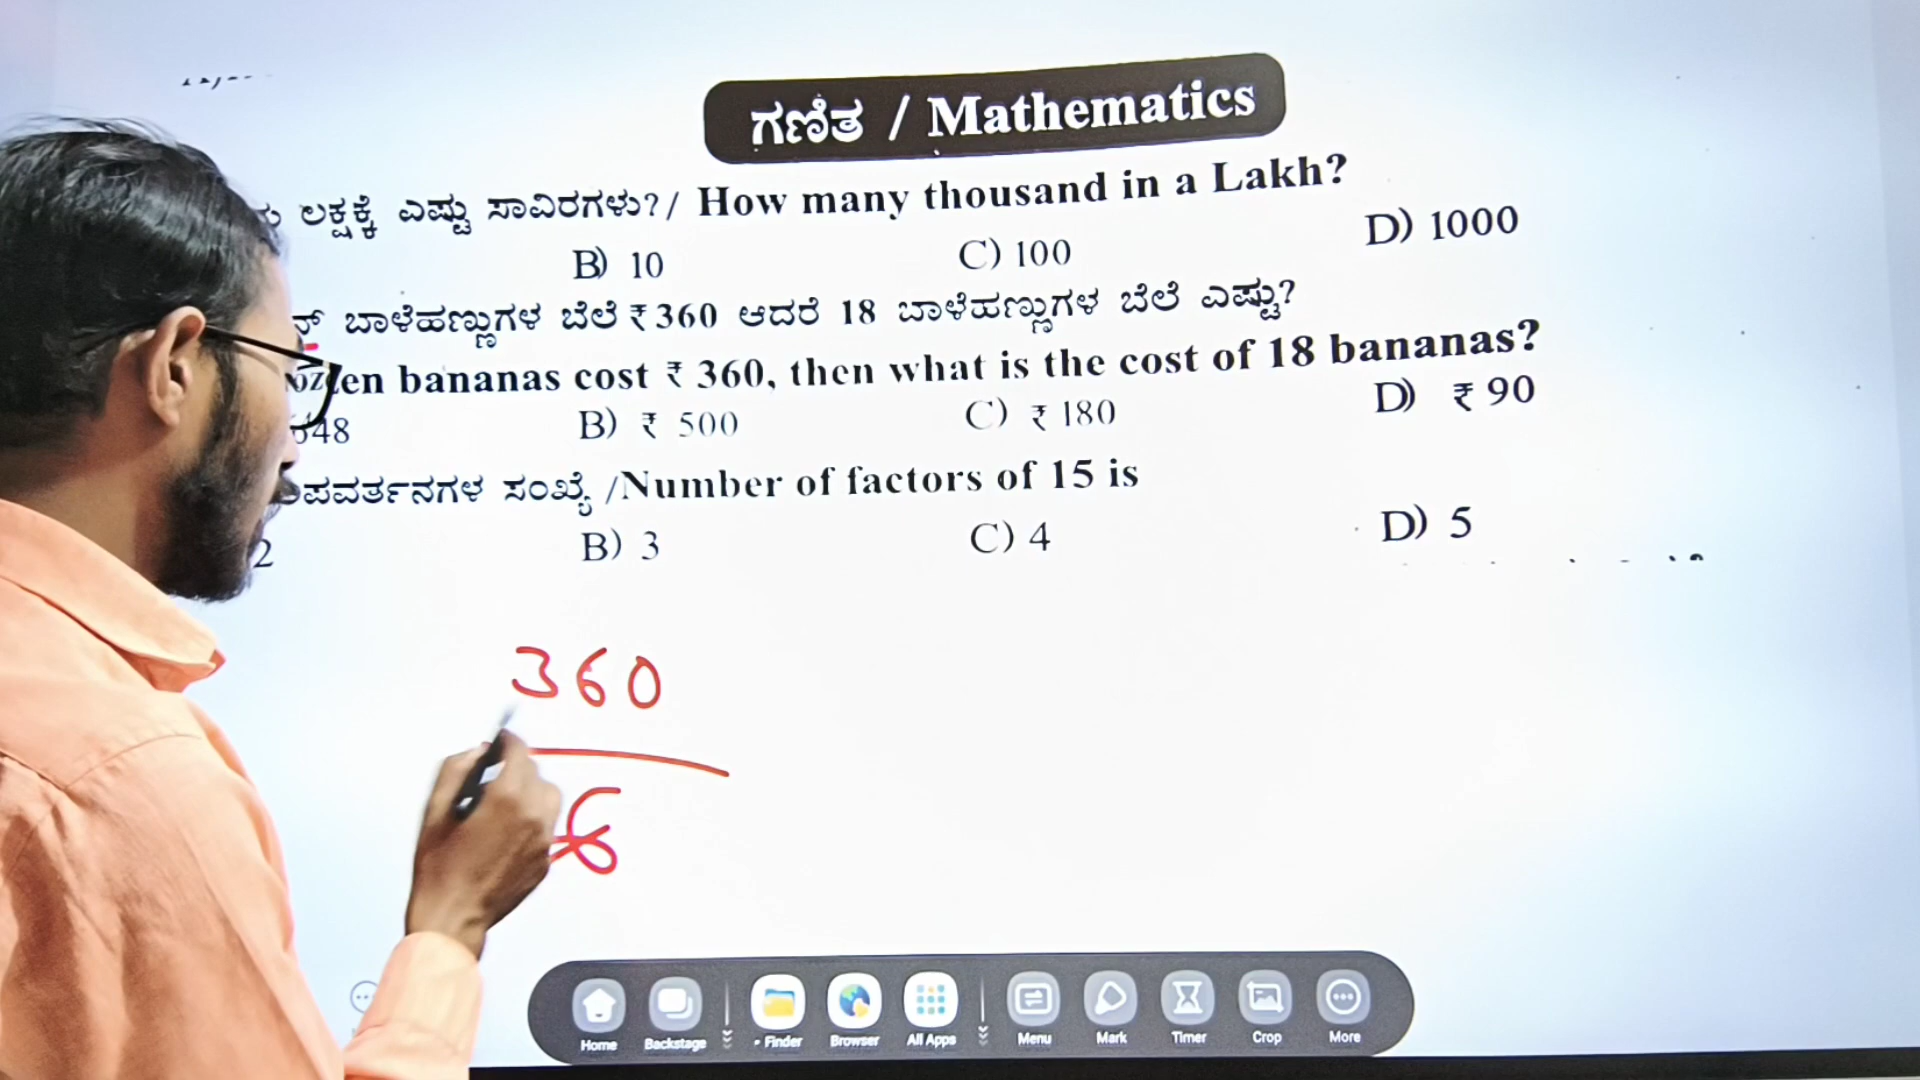 ಗಣಿತ / Mathematics
ಲಕ್ಷಕ್ಕೆ ಎಷ್ಟು ಸಾವಿರಗಳು?/ How many thousand in a Lakh?
B) 10 C) 100 D) 1000
ಬಾಳೆಹಣ್ಣುಗಳ ಬೆಲೆ ₹ 360 ಆದರೆ 18 ಬಾಳೆಹಣ್ಣುಗಳ ಬೆಲೆ ಎಷ್ಟು?
bananas cost ₹ 360, then what is the cost of 18 bananas?
B) ₹ 500 C) ₹ 180 D) ₹ 90
ಸಂಖ್ಯೆ /Number of factors of 15 is
2 B) 3 C) 4 D) 5
360
Home Backstage Finder Browser All Apps Menu Mark Timer Crop More